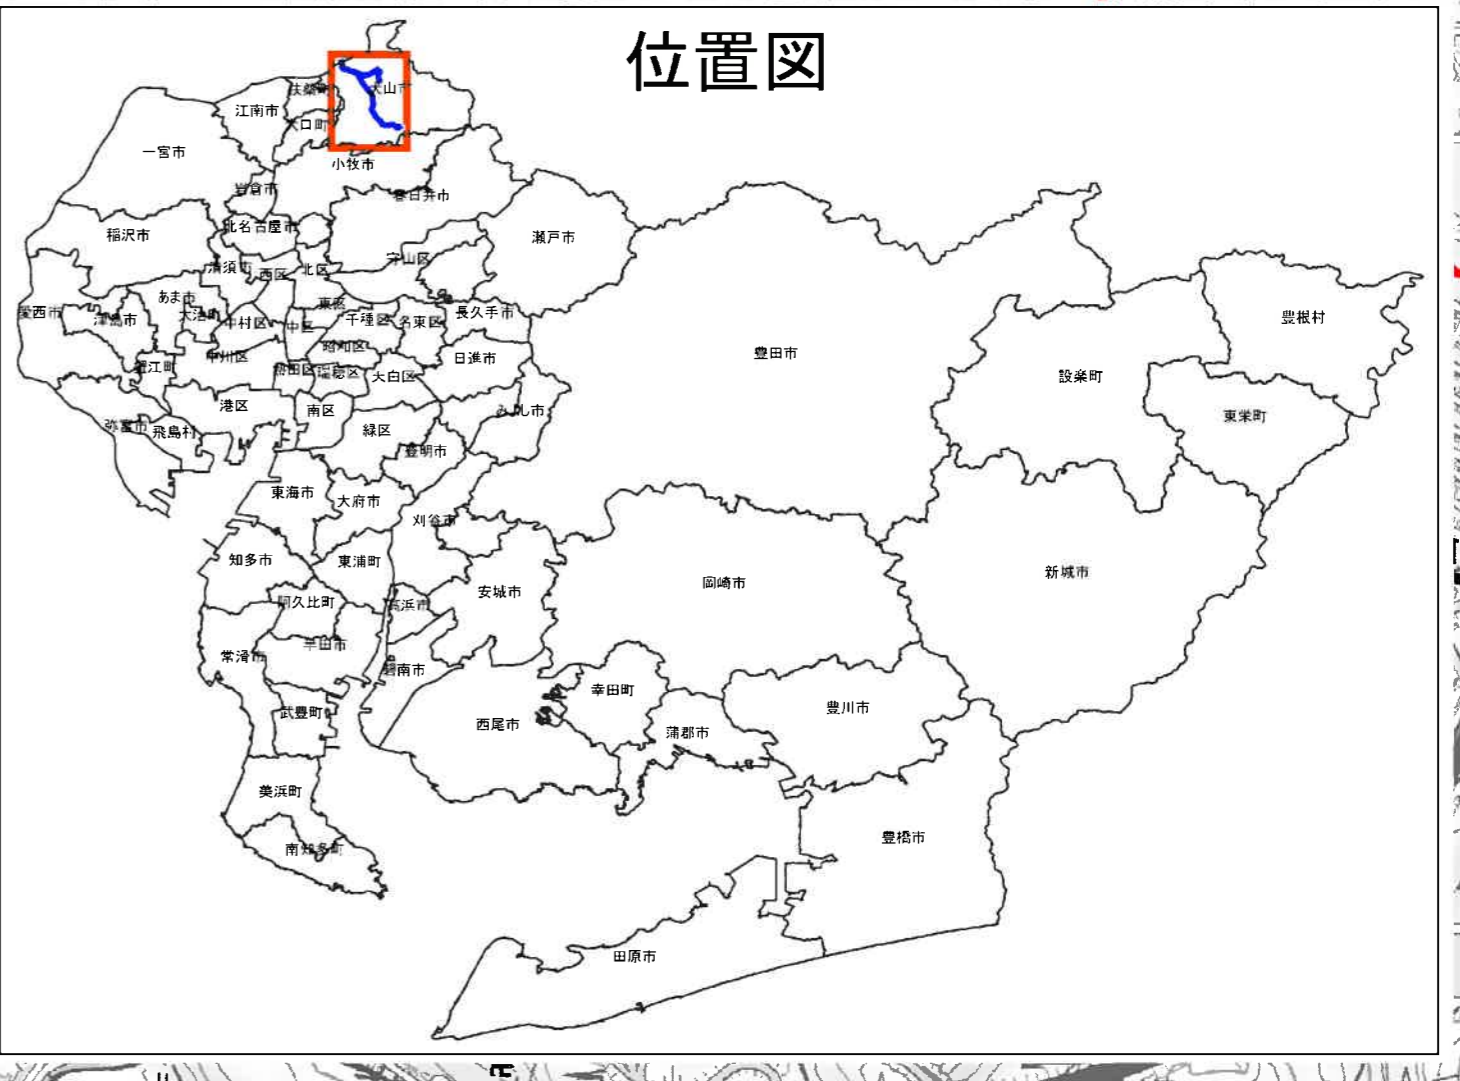 位置図
扶桑町
犬山市
江南市
大口町
一宮市
小牧市
岩倉市
春日井市
稲沢市
北名古屋市
瀬戸市
守山区
清須市
西区
北区
あま市
東区
愛西市
津島市
大治町
中村区
中区
千種区
名東区
長久手市
豊根村
昭和区
豊田市
蟹江町
中川区
熱田区
瑞穂区
天白区
日進市
設楽町
港区
南区
みよし市
東栄町
弥富市
飛島村
緑区
豊明市
東海市
大府市
刈谷市
知多市
東浦町
岡崎市
新城市
安城市
阿久比町
高浜市
半田市
常滑市
碧南市
幸田町
武豊町
西尾市
蒲郡市
豊川市
美浜町
豊橋市
南知多町
田原市